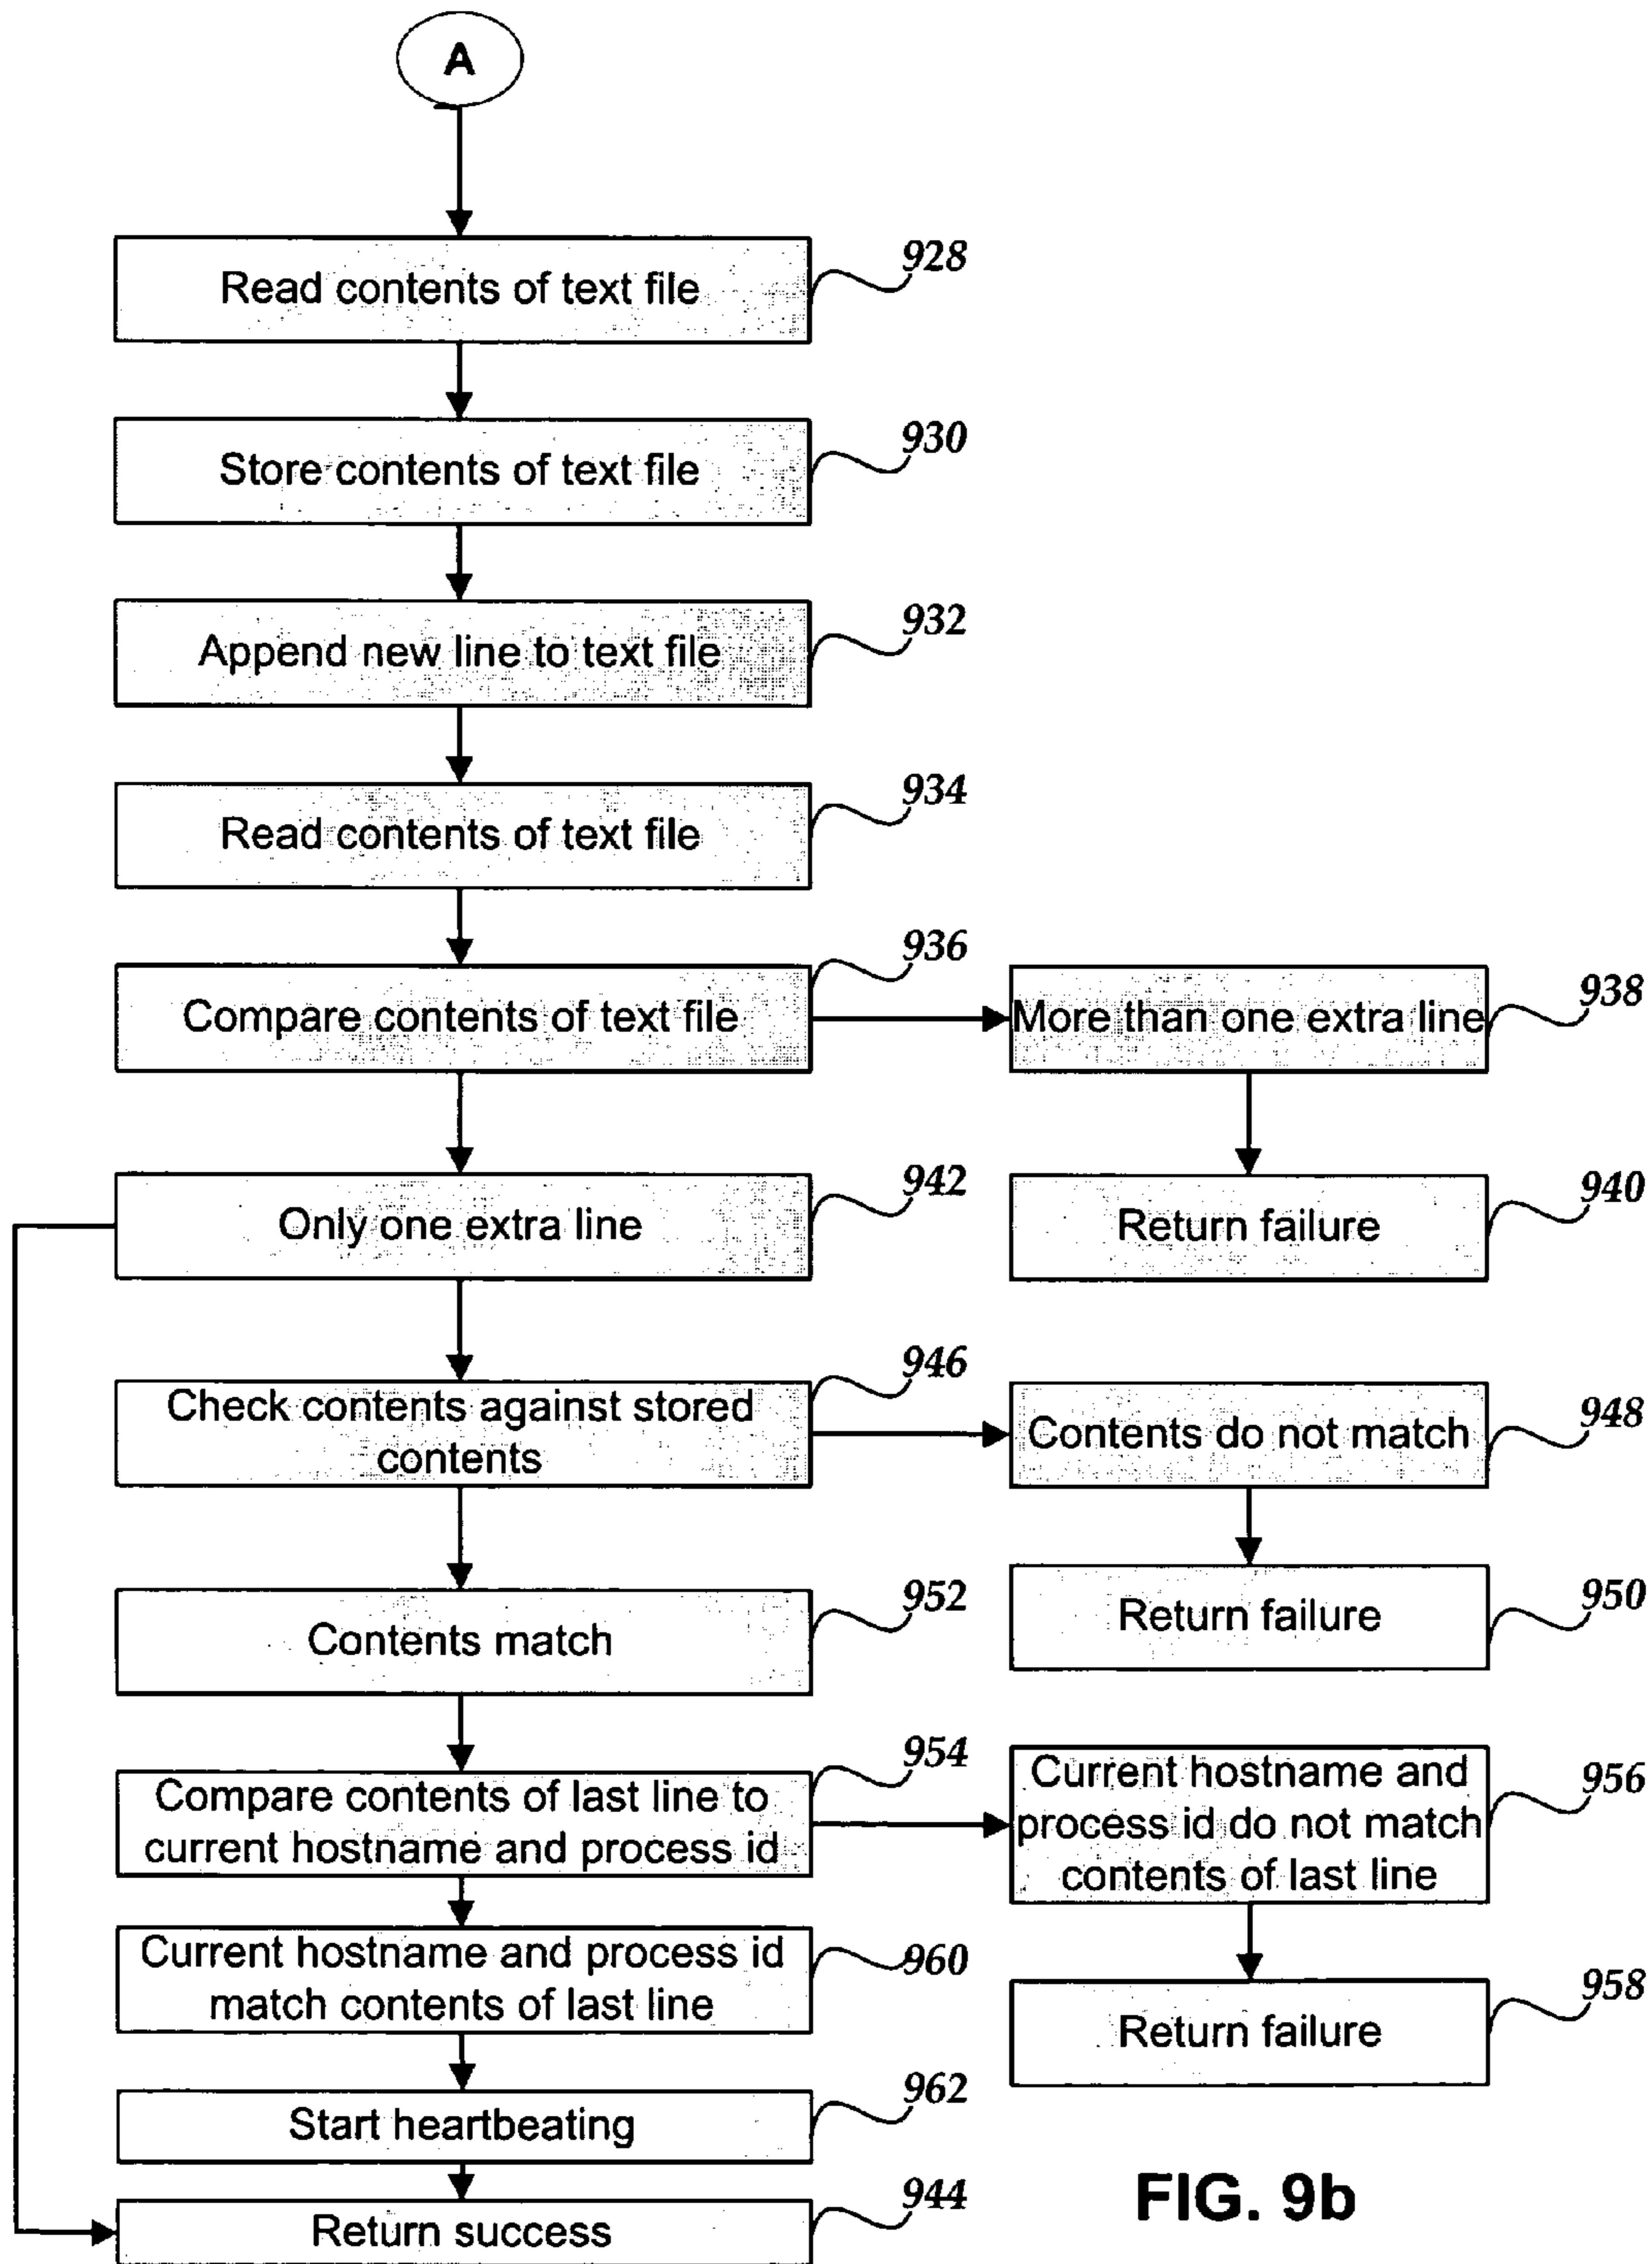 A
928
Read contents of text file
930
Store contents of text file
932
Append new line to text file
934
Read contents of text file
936
Compare contents of text file
938
More than one extra line
942
Only one extra line
940
Return failure
946
Check contents against stored
contents
948
Contents do not match
952
Contents match
950
Return failure
954
Compare contents of last line to
current hostname and process id
956
Current hostname and
process id do not match
contents of last line
960
Current hostname and process id
match contents of last line
958
Return failure
962
Start heartbeating
944
Return success
FIG. 9b